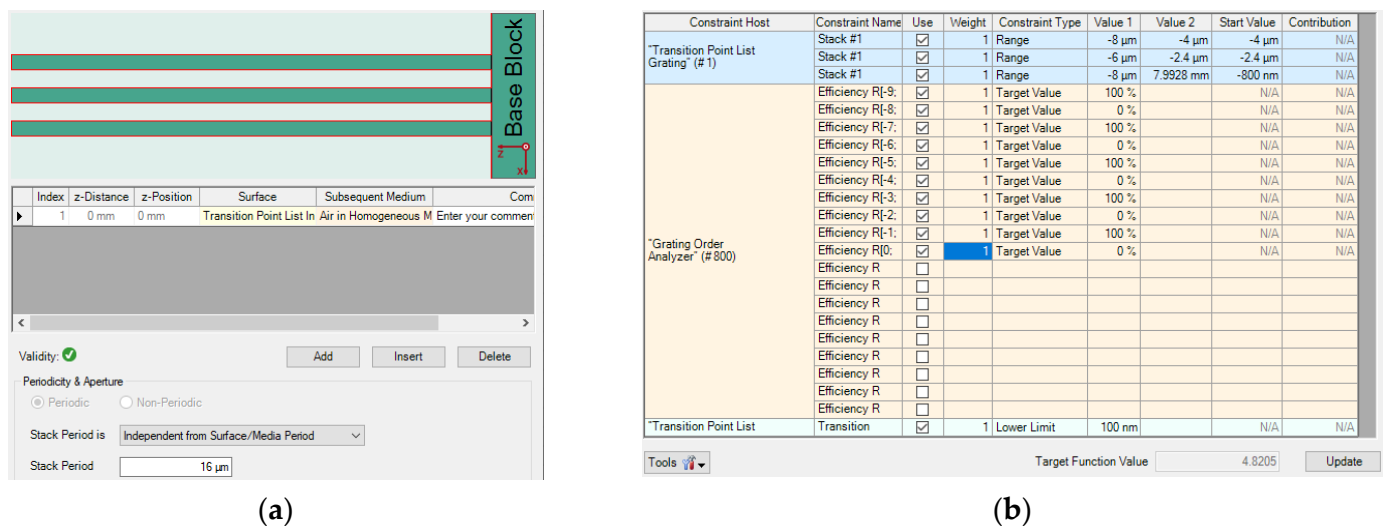 Base Block
z
x
Index z-Distance z-Position Surface Subsequent Medium Com
1 0 mm 0 mm Transition Point List In Air in Homogeneous M Enter your commen
Validity:
Add Insert Delete
Periodicity & Aperture
Periodic Non-Periodic
Stack Period is Independent from Surface/Media Period
Stack Period 16 µm
(a)
Constraint Host Constraint Name Use Weight Constraint Type Value 1 Value 2 Start Value Contribution
"Transition Point List
Grating" (# 1)
Stack #1 1 Range -8 µm -4 µm -4 µm N/A
Stack #1 1 Range -6 µm -2.4 µm -2.4 µm N/A
Stack #1 1 Range -8 µm 7.9928 mm -800 nm N/A
"Grating Order
Analyzer" (# 800)
Efficiency R[-9; 1 Target Value 100 % N/A N/A
Efficiency R[-8; 1 Target Value 0 % N/A N/A
Efficiency R[-7; 1 Target Value 100 % N/A N/A
Efficiency R[-6; 1 Target Value 0 % N/A N/A
Efficiency R[-5; 1 Target Value 100 % N/A N/A
Efficiency R[-4; 1 Target Value 0 % N/A N/A
Efficiency R[-3; 1 Target Value 100 % N/A N/A
Efficiency R[-2; 1 Target Value 0 % N/A N/A
Efficiency R[-1; 1 Target Value 100 % N/A N/A
Efficiency R[0; 1 Target Value 0 % N/A N/A
Efficiency R
Efficiency R
Efficiency R
Efficiency R
Efficiency R
Efficiency R
Efficiency R
Efficiency R
Efficiency R
"Transition Point List Transition 1 Lower Limit 100 nm N/A N/A
Tools Target Function Value 4.8205 Update
(b)